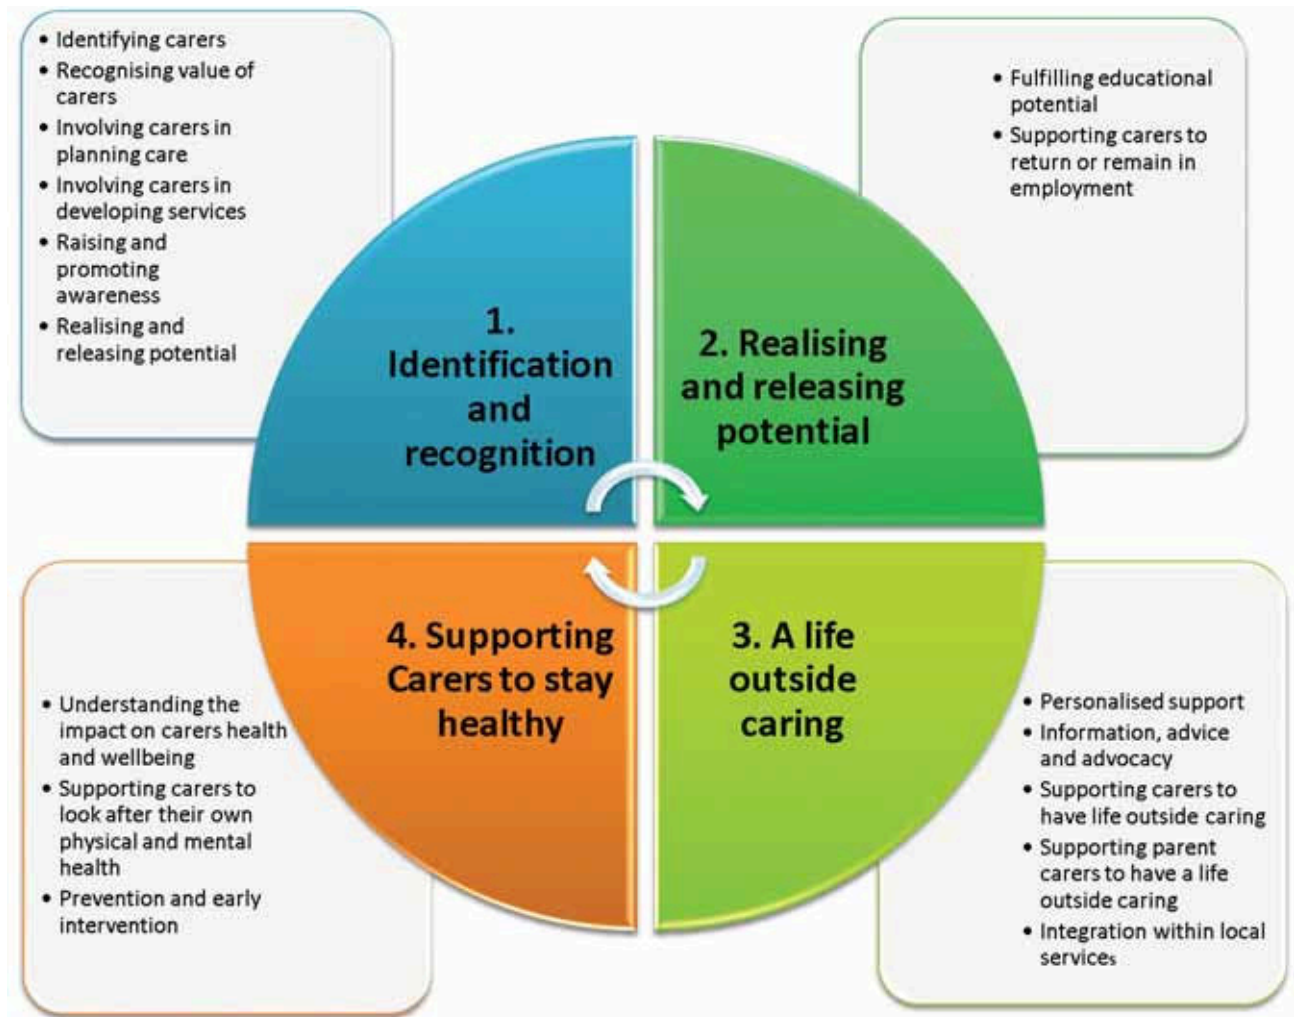 • Identifying carers
• Recognising value of
carers
• Involving carers in
planning care
• Involving carers in
developing services
• Raising and
promoting
awareness
• Realising and
releasing potential
• Fulfilling educational
potential
• Supporting carers to
return or remain in
employment
1.
Identification
and
recognition
2. Realising
and releasing
potential
4. Supporting
Carers to stay
healthy
3. A life
outside
caring
• Understanding the
impact on carers health
and wellbeing
• Supporting carers to
look after their own
physical and mental
health
• Prevention and early
intervention
• Personalised support
• Information, advice
and advocacy
• Supporting carers to
have life outside caring
• Supporting parent
carers to have a life
outside caring
• Integration within local
services